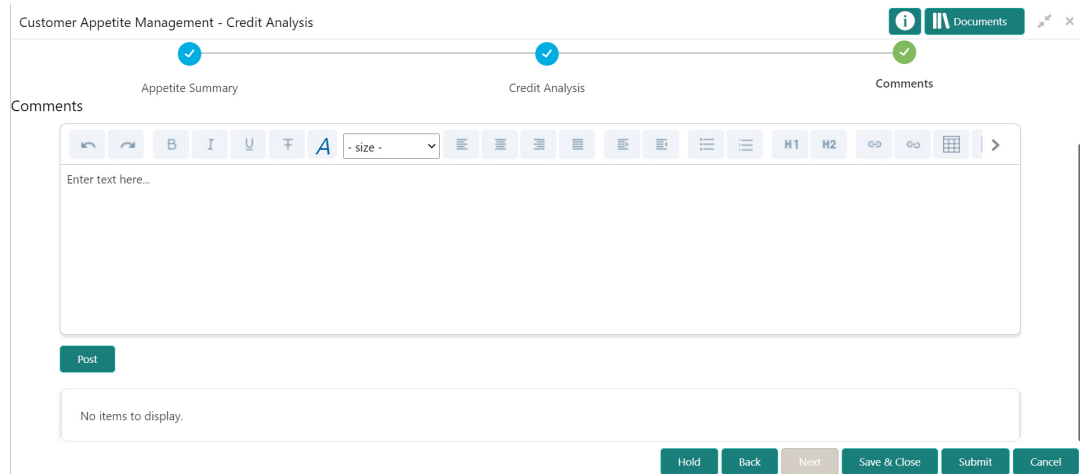 Customer Appetite Management - Credit Analysis
Documents
Appetite Summary
Credit Analysis
Comments
Comments
B I U T A - size - H1 H2
Enter text here...
Post
No items to display.
Hold Back Next Save & Close Submit Cancel